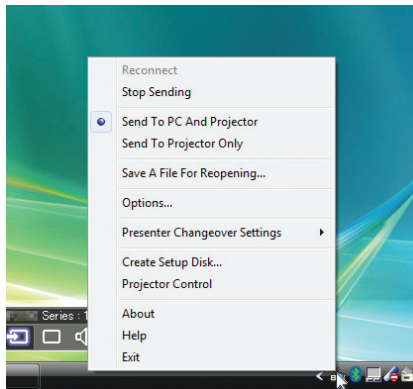 Reconnect
Stop Sending
Send To PC And Projector
Send To Projector Only
Save A File For Reopening...
Options...
Presenter Changeover Settings
Create Setup Disk...
Projector Control
Series : 1
About
Help
Exit